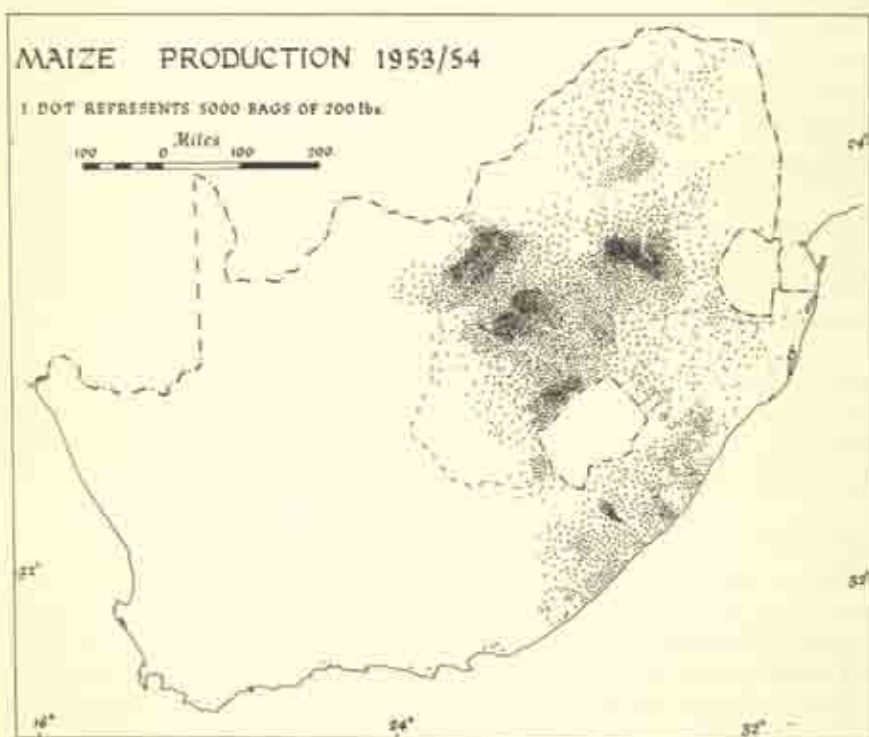 MAIZE PRODUCTION 1953/54
1 DOT REPRESENTS 5000 BAGS OF 200 lbs.
Miles
100 0 100 200
24°
32° 32°
16° 24° 32°